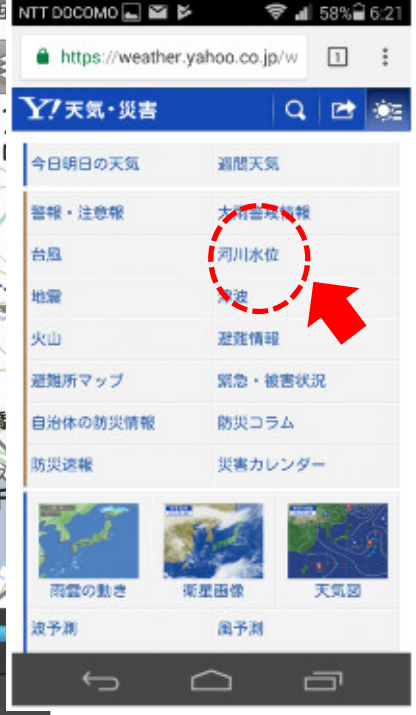 NTT DOCOMO 58% 6:21
https://weather.yahoo.co.jp/w 1
Y!天気・災害
今日明日の天気 週間天気
警報・注意報 大雨警戒情報
台風 河川水位
地震 津波
火山 避難情報
避難所マップ 緊急・被害状況
自治体の防災情報 防災コラム
防災速報 災害カレンダー
雨雲の動き 衛星画像 天気図
波予測 風予測